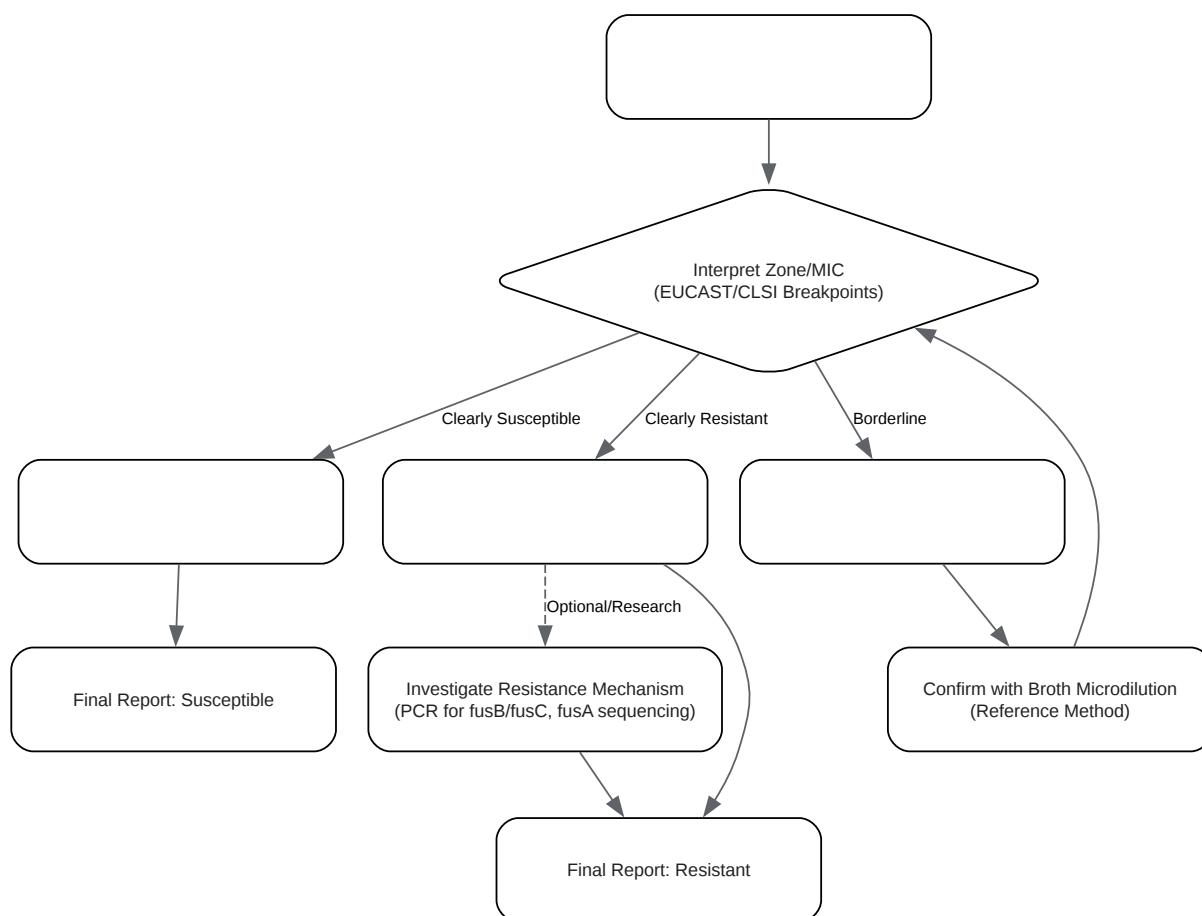 Interpret Zone/MIC
(EUCAST/CLSI Breakpoints)
Clearly Susceptible
Clearly Resistant
Borderline
Optional/Research
Final Report: Susceptible
Investigate Resistance Mechanism
(PCR for fusB/fusC, fusA sequencing)
Confirm with Broth Microdilution
(Reference Method)
Final Report: Resistant